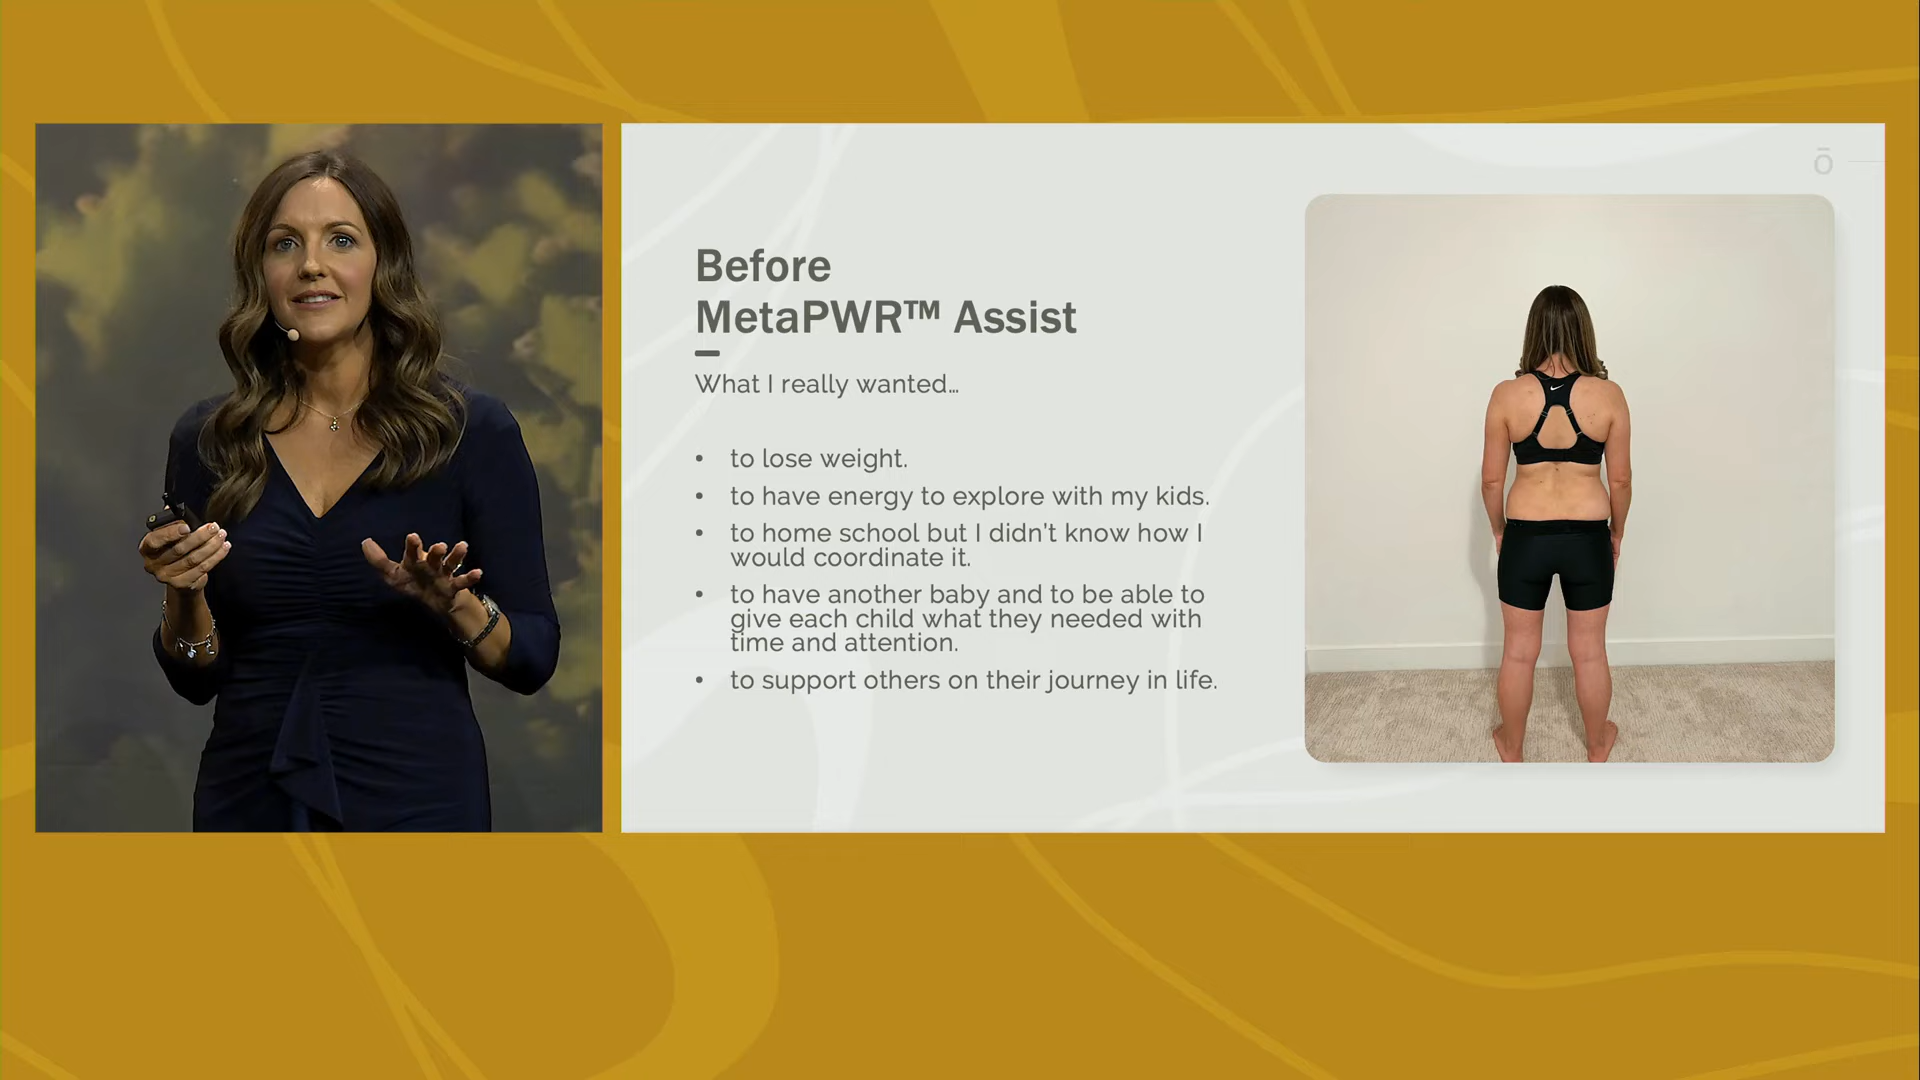 ō
Before
MetaPWR™ Assist
What I really wanted…
• to lose weight.
• to have energy to explore with my kids.
• to home school but I didn't know how I
would coordinate it.
• to have another baby and to be able to
give each child what they needed with
time and attention.
• to support others on their journey in life.